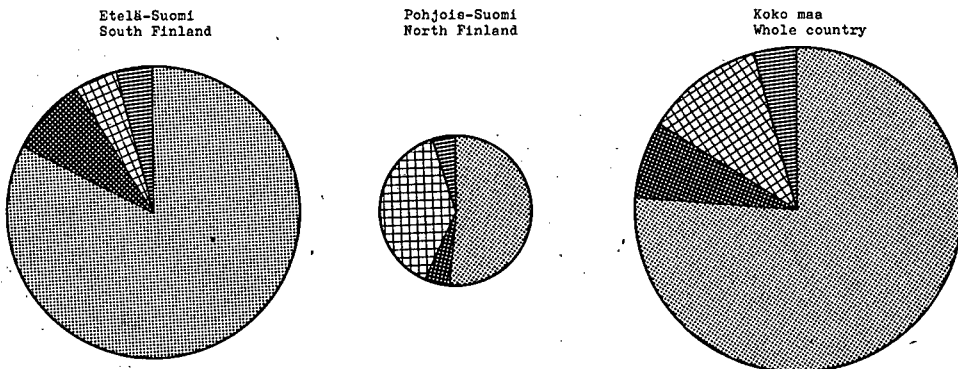 Etelä-Suomi
South Finland
Pohjois-Suomi
North Finland
Koko maa
Whole country